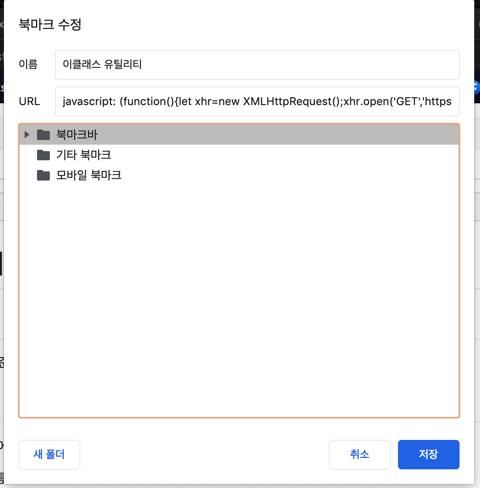 북마크 수정
이름 이클래스 유틸리티
URL javascript: (function(){let xhr=new XMLHttpRequest();xhr.open('GET','https
북마크바
기타 북마크
모바일 북마크
새 폴더 취소 저장